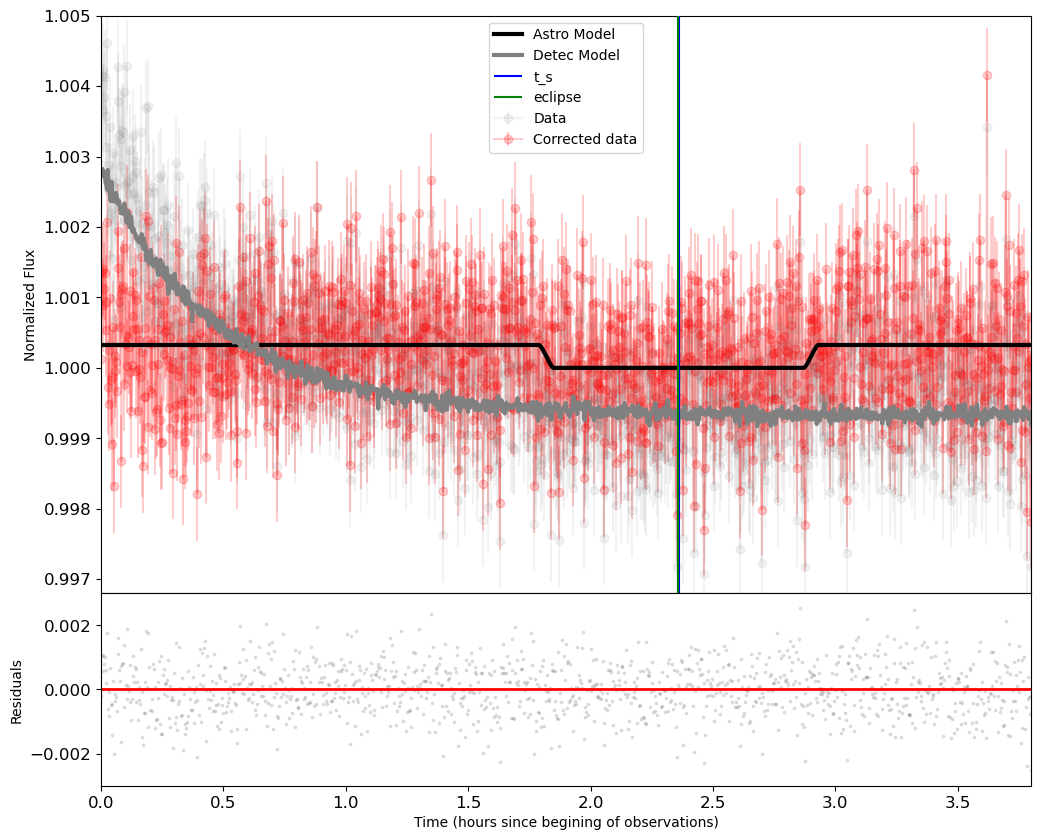 1.005
1.004
1.003
1.002
1.001
1.000
0.999
0.998
0.997
Normalized Flux
Astro Model
Detec Model
t_s
eclipse
Data
Corrected data
0.002
0.000
−0.002
Residuals
0.0 0.5 1.0 1.5 2.0 2.5 3.0 3.5
Time (hours since begining of observations)